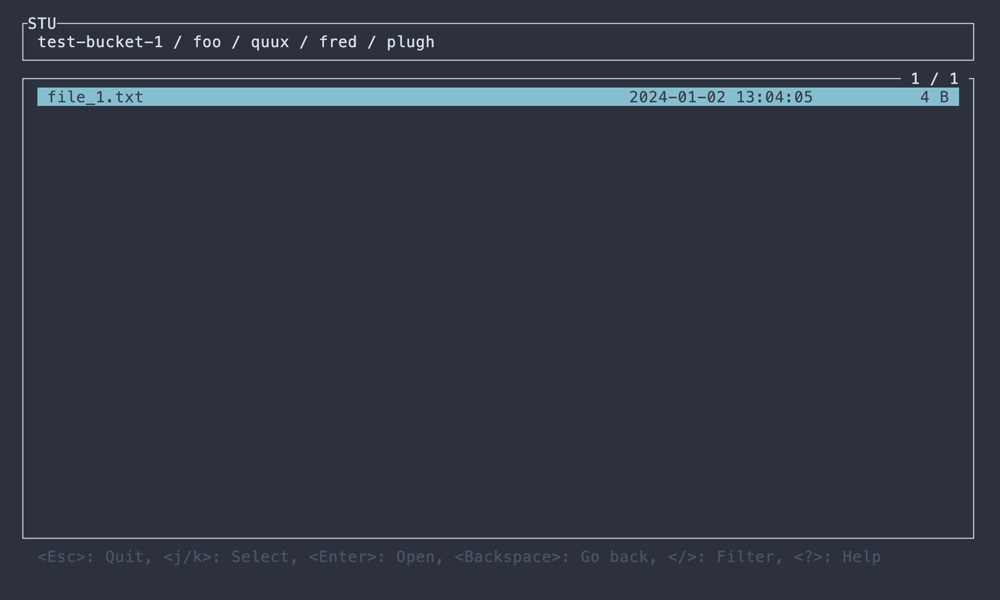 STU
test-bucket-1 / foo / quux / fred / plugh
1 / 1
file_1.txt 2024-01-02 13:04:05 4 B
<Esc>: Quit, <j/k>: Select, <Enter>: Open, <Backspace>: Go back, </>: Filter, <?>: Help